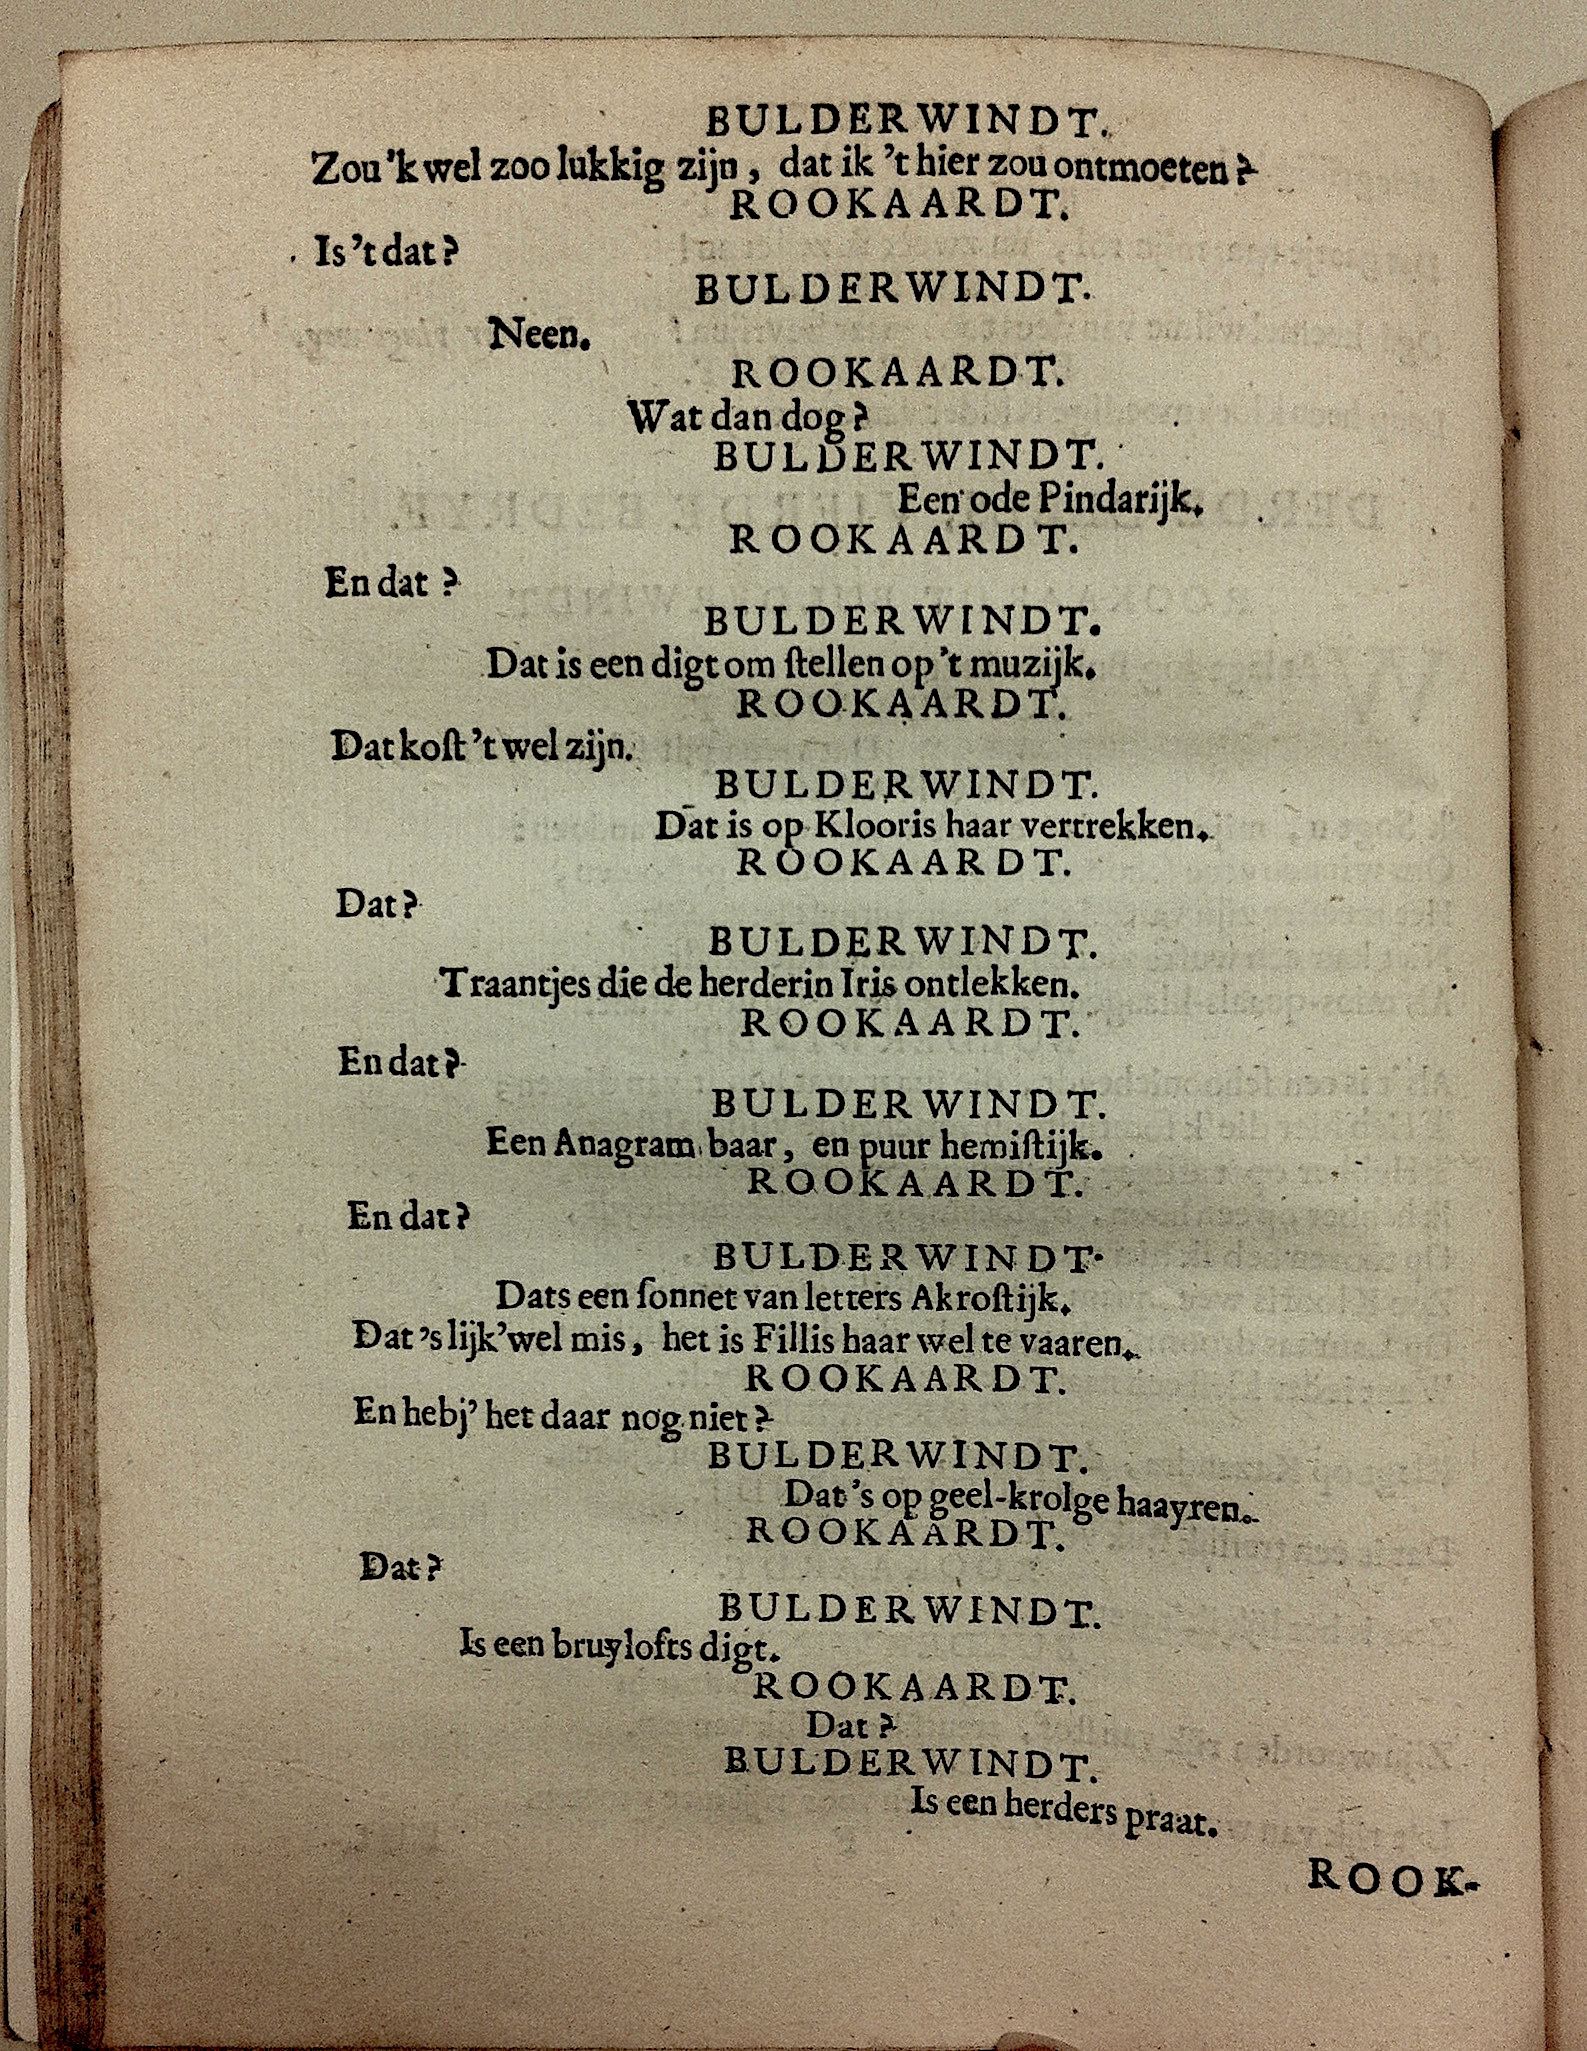 BULDERWINDT.
Zou 'k wel zoo lukkig zijn, dat ik 't hier zou ontmoeten?
ROOKAARDT.
Is 't dat?
BULDERWINDT.
Neen.
ROOKAARDT.
Wat dan dog?
BULDERWINDT.
Een ode Pindarijk.
ROOKAARDT.
En dat?
BULDERWINDT.
Dat is een digt om ſtellen op 't muzijk.
ROOKAARDT.
Dat koſt 't wel zijn.
BULDERWINDT.
Dat is op Klooris haar vertrekken.
ROOKAARDT.
Dat?
BULDERWINDT.
Traantjes die de herderin Iris ontlekken.
ROOKAARDT.
En dat?
BULDERWINDT.
Een Anagram baar, en puur hemiſtijk.
ROOKAARDT.
En dat?
BULDERWINDT.
Dats een ſonnet van letters Akroſtijk.
Dat 's lijk'wel mis, het is Fillis haar wel te vaaren.
ROOKAARDT.
En hebj' het daar nog niet?
BULDERWINDT.
Dat 's op geel-krolge haayren.
ROOKAARDT.
Dat?
BULDERWINDT.
Is een bruylofts digt.
ROOKAARDT.
Dat?
BULDERWINDT.
Is een herders praat.
ROOK-